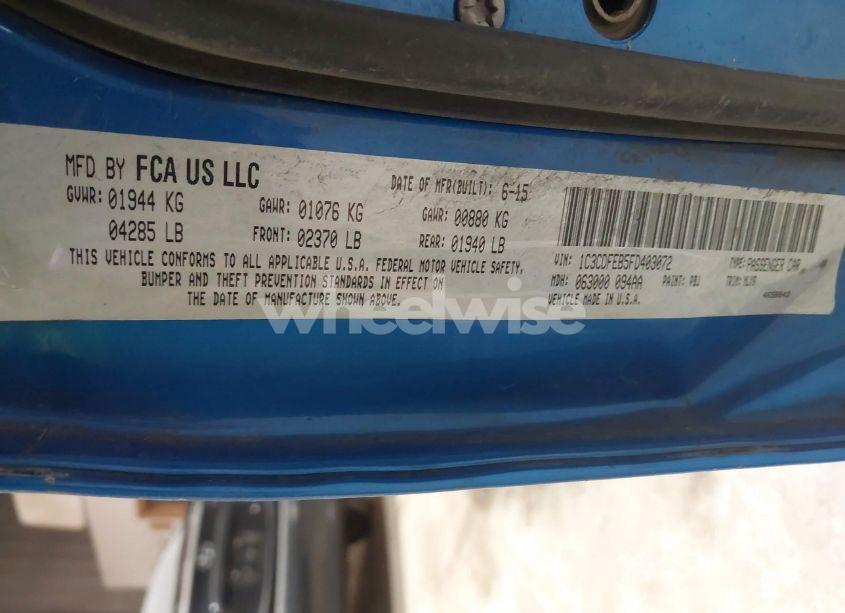 MFD BY FCA US LLC
DATE OF MFR(BUILT): 6-15
GVWR: 01944 KG
GAWR: 01076 KG
GAWR: 00880 KG
04285 LB
FRONT: 02370 LB
REAR: 01940 LB
THIS VEHICLE CONFORMS TO ALL APPLICABLE U.S.A. FEDERAL MOTOR VEHICLE SAFETY,
BUMPER AND THEFT PREVENTION STANDARDS IN EFFECT ON
THE DATE OF MANUFACTURE SHOWN ABOVE.
VIN: 1C3CDFEB5FD403072
TYPE: PASSENGER CAR
MDH: 063000 094AA
PAINT: PBJ
TRIM: MJX9
VEHICLE MADE IN U.S.A.
wheelwise